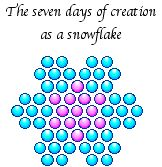 The seven days of creation
as a snowflake